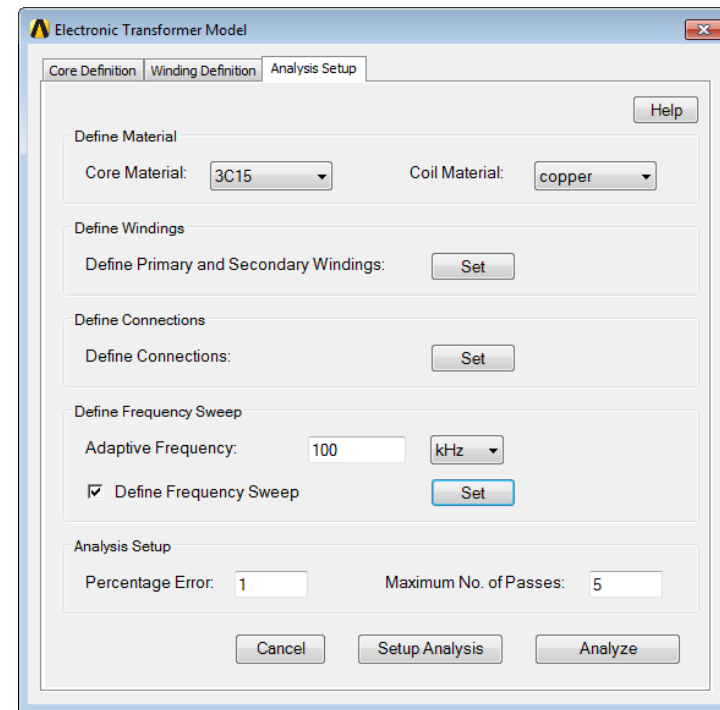 Electronic Transformer Model
Core Definition Winding Definition Analysis Setup
Help
Define Material
Core Material: 3C15 Coil Material: copper
Define Windings
Define Primary and Secondary Windings: Set
Define Connections
Define Connections: Set
Define Frequency Sweep
Adaptive Frequency: 100 kHz
Define Frequency Sweep Set
Analysis Setup
Percentage Error: 1 Maximum No. of Passes: 5
Cancel Setup Analysis Analyze